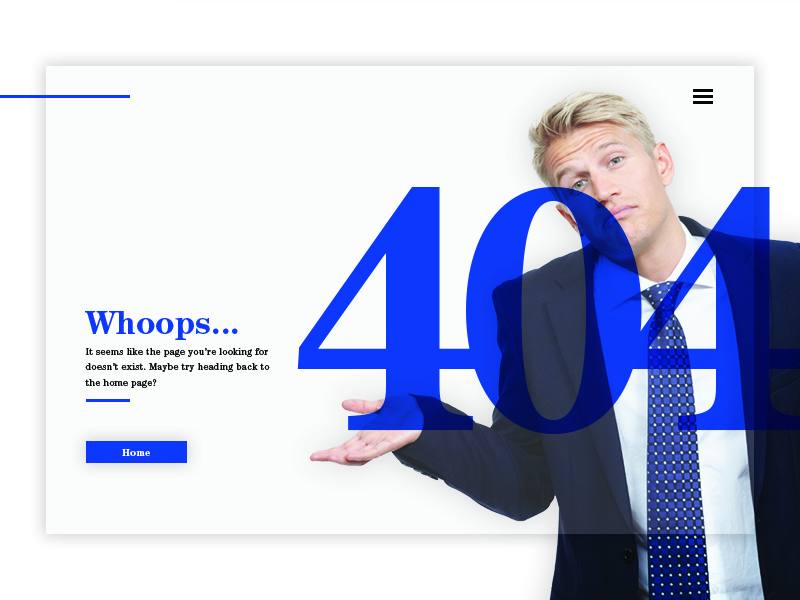 404
Whoops...
It seems like the page you're looking for
doesn't exist. Maybe try heading back to
the home page?
Home